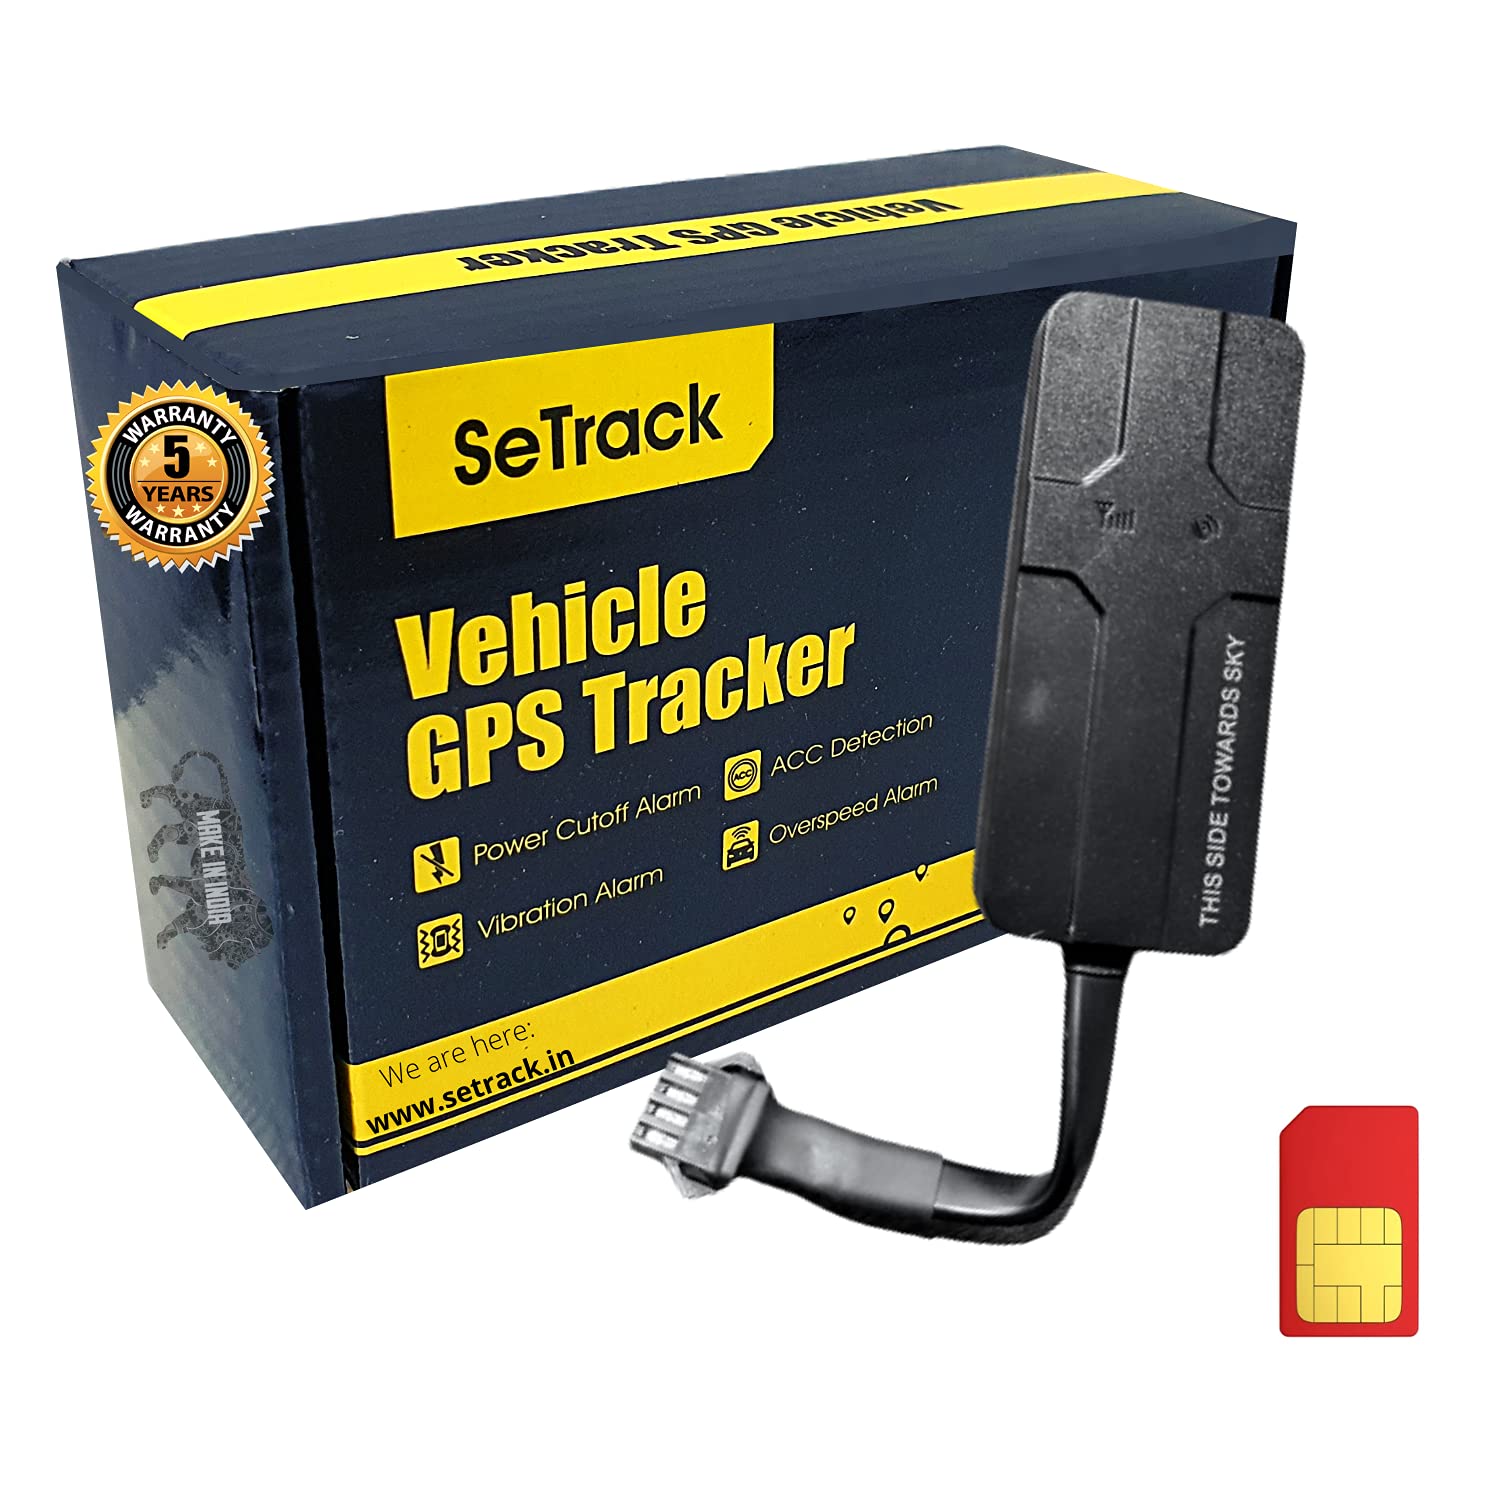 Vehicle GPS Tracker
SeTrack
WARRANTY
5
YEARS
WARRANTY
Vehicle
GPS Tracker
ACC
ACC Detection
Power Cutoff Alarm
Overspeed Alarm
Vibration Alarm
MAKE IN INDIA
We are here:
www.setrack.in
THIS SIDE TOWARDS SKY